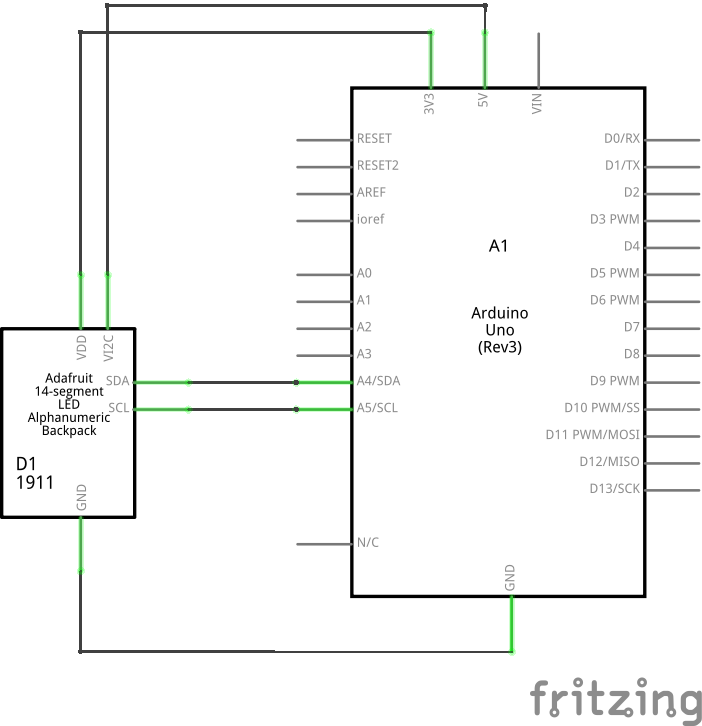 3V3
5V
VIN
RESET
RESET2
AREF
ioref
A0
A1
A2
A3
A4/SDA
A5/SCL
N/C
A1
Arduino
Uno
(Rev3)
D0/RX
D1/TX
D2
D3 PWM
D4
D5 PWM
D6 PWM
D7
D8
D9 PWM
D10 PWM/SS
D11 PWM/MOSI
D12/MISO
D13/SCK
GND
VDD
VI2C
SDA
SCL
Adafruit
14-segment
LED
Alphanumeric
Backpack
D1
1911
GND
fritzing